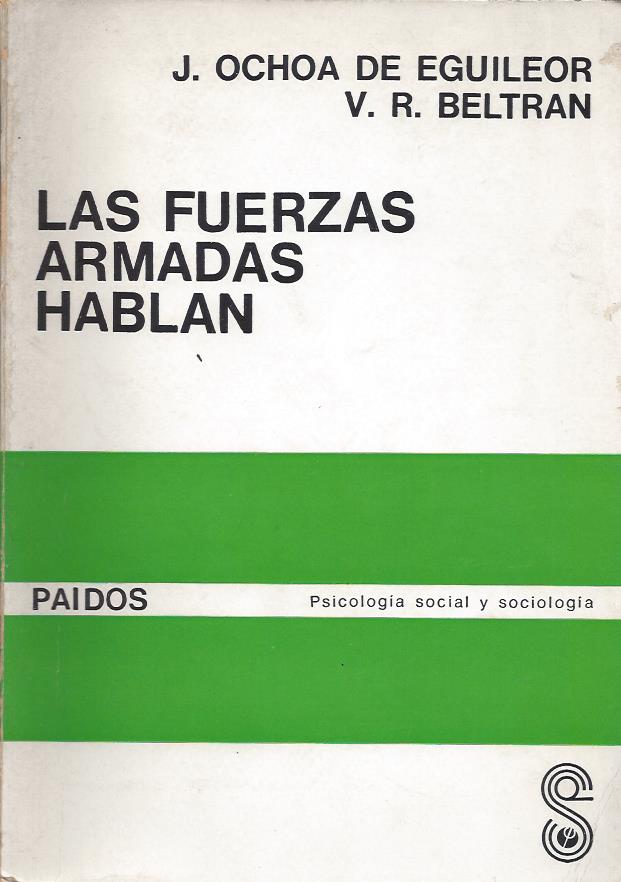 J. OCHOA DE EGUILEOR
V. R. BELTRAN
LAS FUERZAS
ARMADAS
HABLAN
PAIDOS
Psicología social y sociología